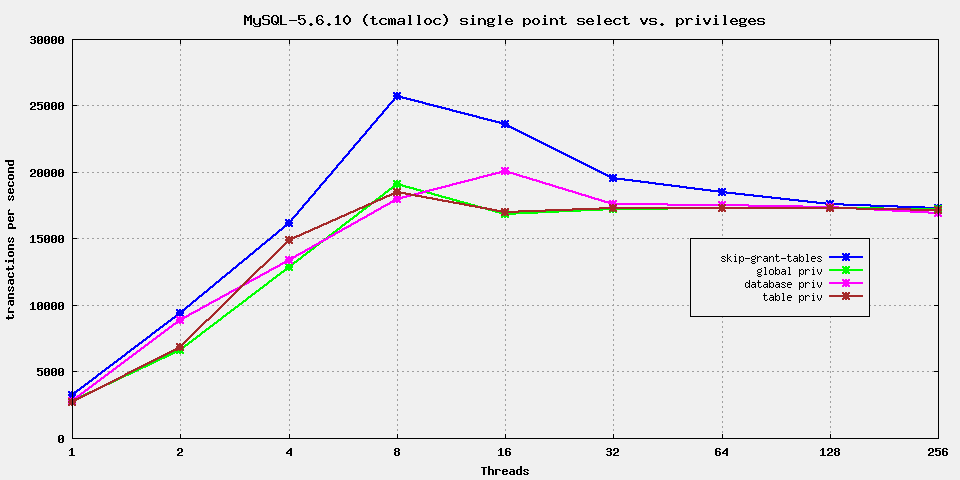 MySQL-5.6.10 (tcmalloc) single point select vs. privileges
30000
25000
20000
15000
10000
5000
0
transactions per second
skip-grant-tables
global priv
database priv
table priv
1 2 4 8 16 32 64 128 256
Threads